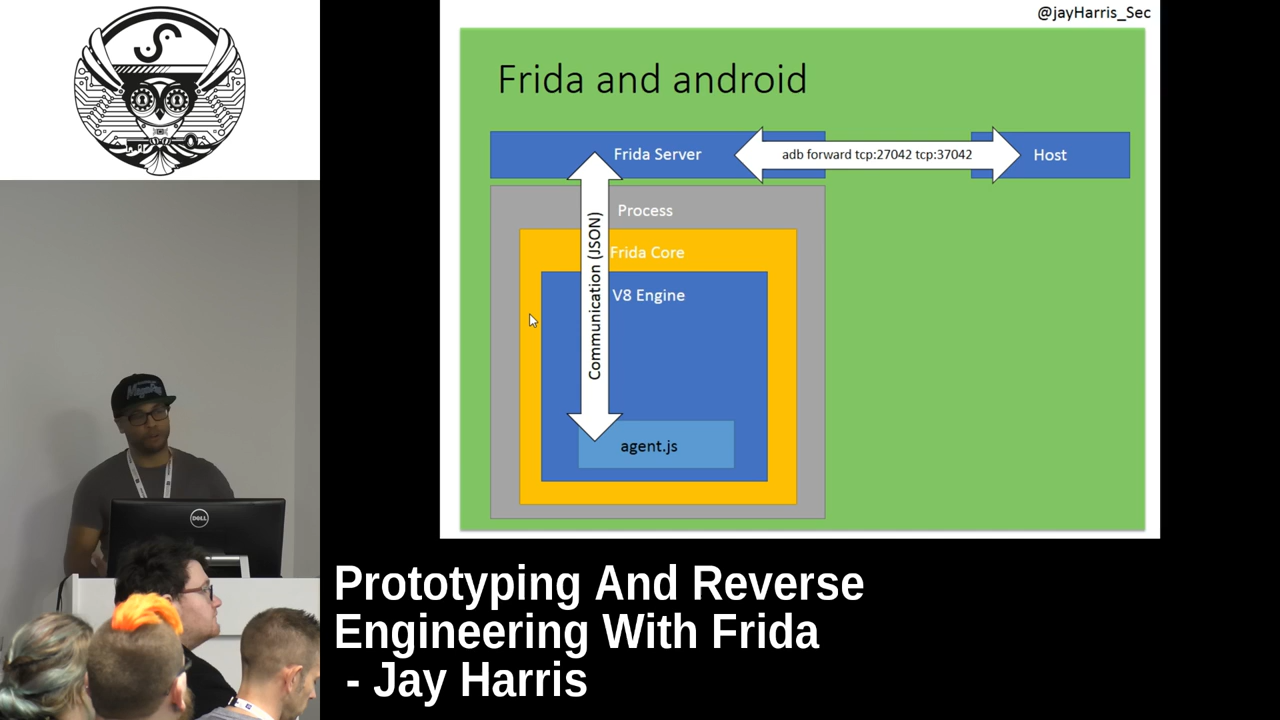 @jayHarris_Sec
Frida and android
Frida Server
adb forward tcp:27042 tcp:37042
Host
Process
Frida Core
V8 Engine
Communication (JSON)
agent.js
DELL
Prototyping And Reverse
Engineering With Frida
- Jay Harris